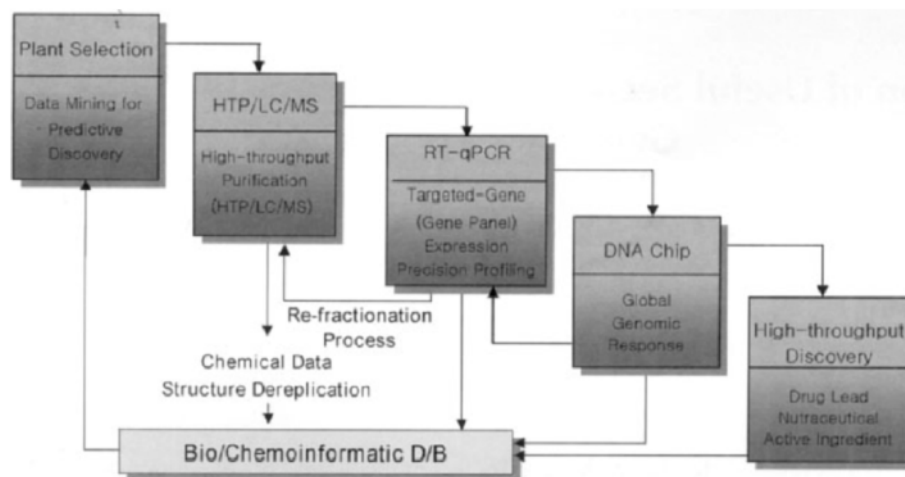 n of Useful
Plant Selection
Data Mining for
Predictive
Discovery
HTP/LC/MS
High-throughput
Purification
(HTP/LC/MS)
RT-qPCR
Targeted-Gene
(Gene Panel)
Expression
Precision Profiling
DNA Chip
Global
Genomic
Response
High-throughput
Discovery
Drug Lead
Nutraceutical
Active Ingredient
Re-fractionation
Process
Chemical Data
Structure Dereplication
Bio/Chemoinformatic D/B